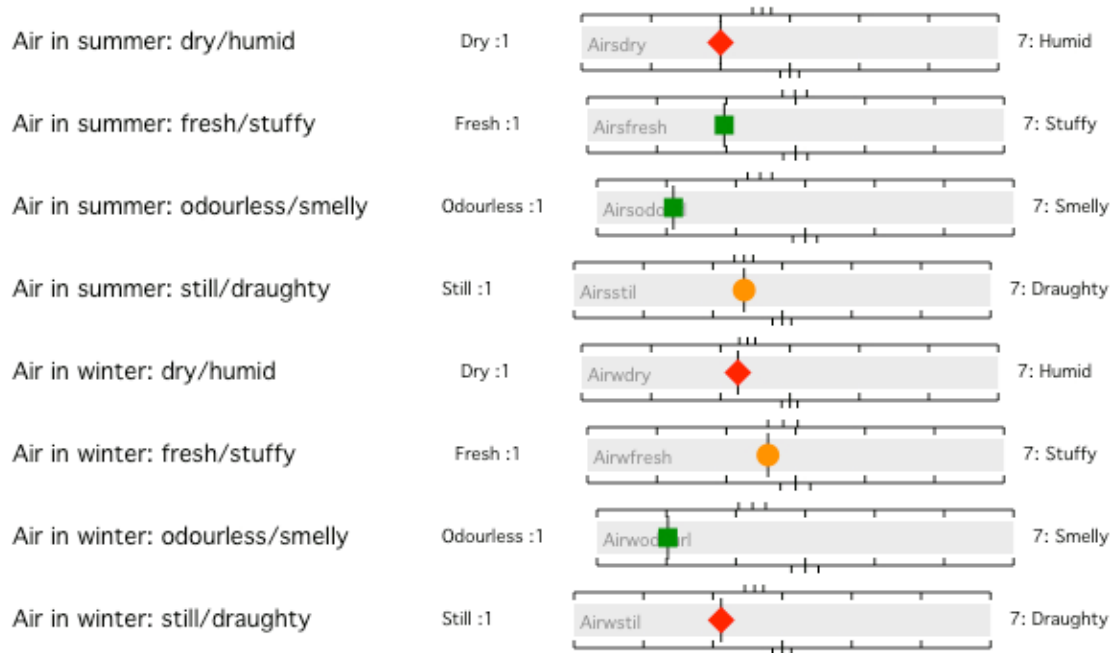 Air in summer: dry/humid Dry :1 Airsdry 7: Humid
Air in summer: fresh/stuffy Fresh :1 Airsfresh 7: Stuffy
Air in summer: odourless/smelly Odourless :1 7: Smelly
Air in summer: still/draughty Still :1 Airsstil 7: Draughty
Air in winter: dry/humid Dry :1 Airwdry 7: Humid
Air in winter: fresh/stuffy Fresh :1 Airwfresh 7: Stuffy
Air in winter: odourless/smelly Odourless :1 7: Smelly
Air in winter: still/draughty Still :1 Airwstil 7: Draughty